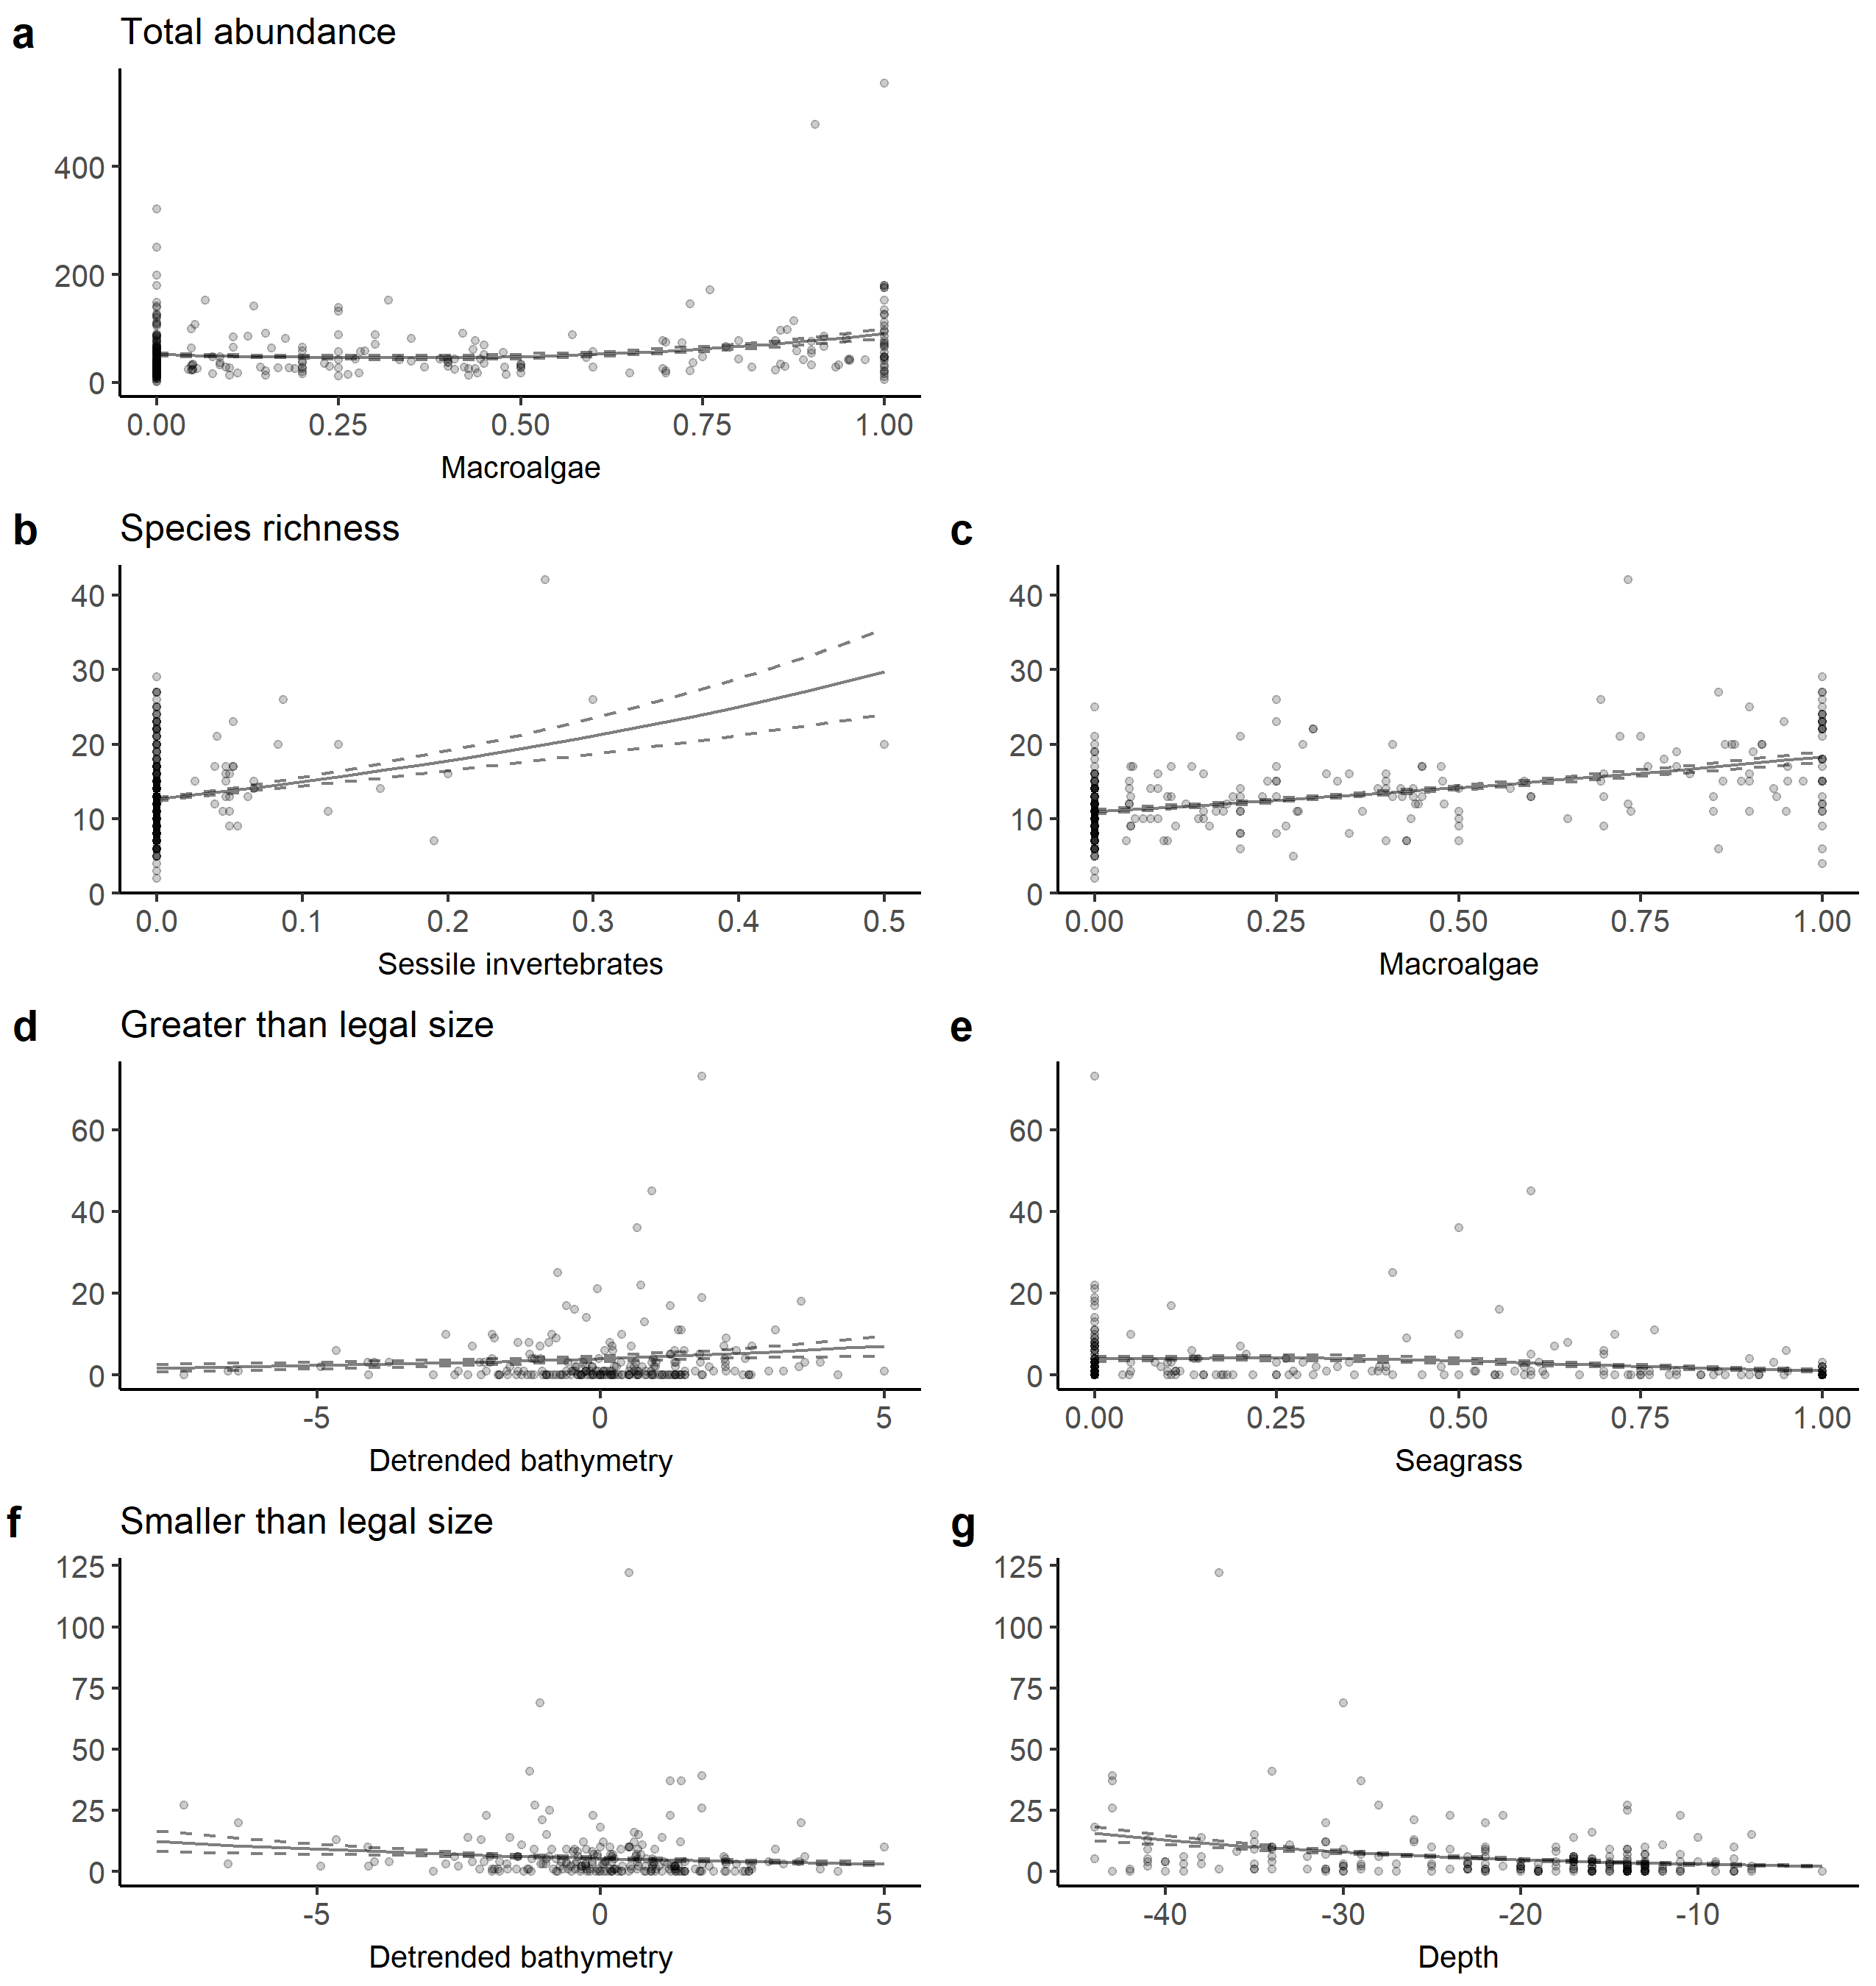 a Total abundance
400
200
0
0.00 0.25 0.50 0.75 1.00
Macroalgae
b Species richness c
40 40
30 30
20 20
10 10
0 0
0.0 0.1 0.2 0.3 0.4 0.5 0.00 0.25 0.50 0.75 1.00
Sessile invertebrates Macroalgae
d Greater than legal size e
60 60
40 40
20 20
0 0
-5 0 5 0.00 0.25 0.50 0.75 1.00
Detrended bathymetry Seagrass
f Smaller than legal size g
125 125
100 100
75 75
50 50
25 25
0 0
-5 0 5 -40 -30 -20 -10
Detrended bathymetry Depth